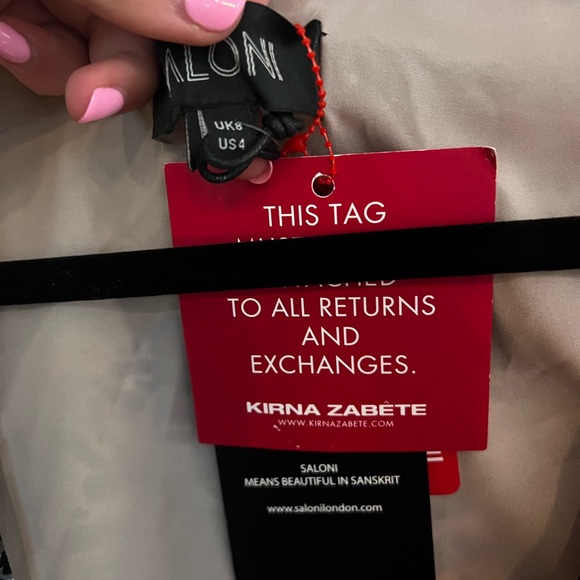 ALONI
UK8
US4
THIS TAG
TO ALL RETURNS
AND
EXCHANGES.
KIRNA ZABÊTE
WWW.KIRNAZABETE.COM
SALONI
MEANS BEAUTIFUL IN SANSKRIT
www.salonilondon.com